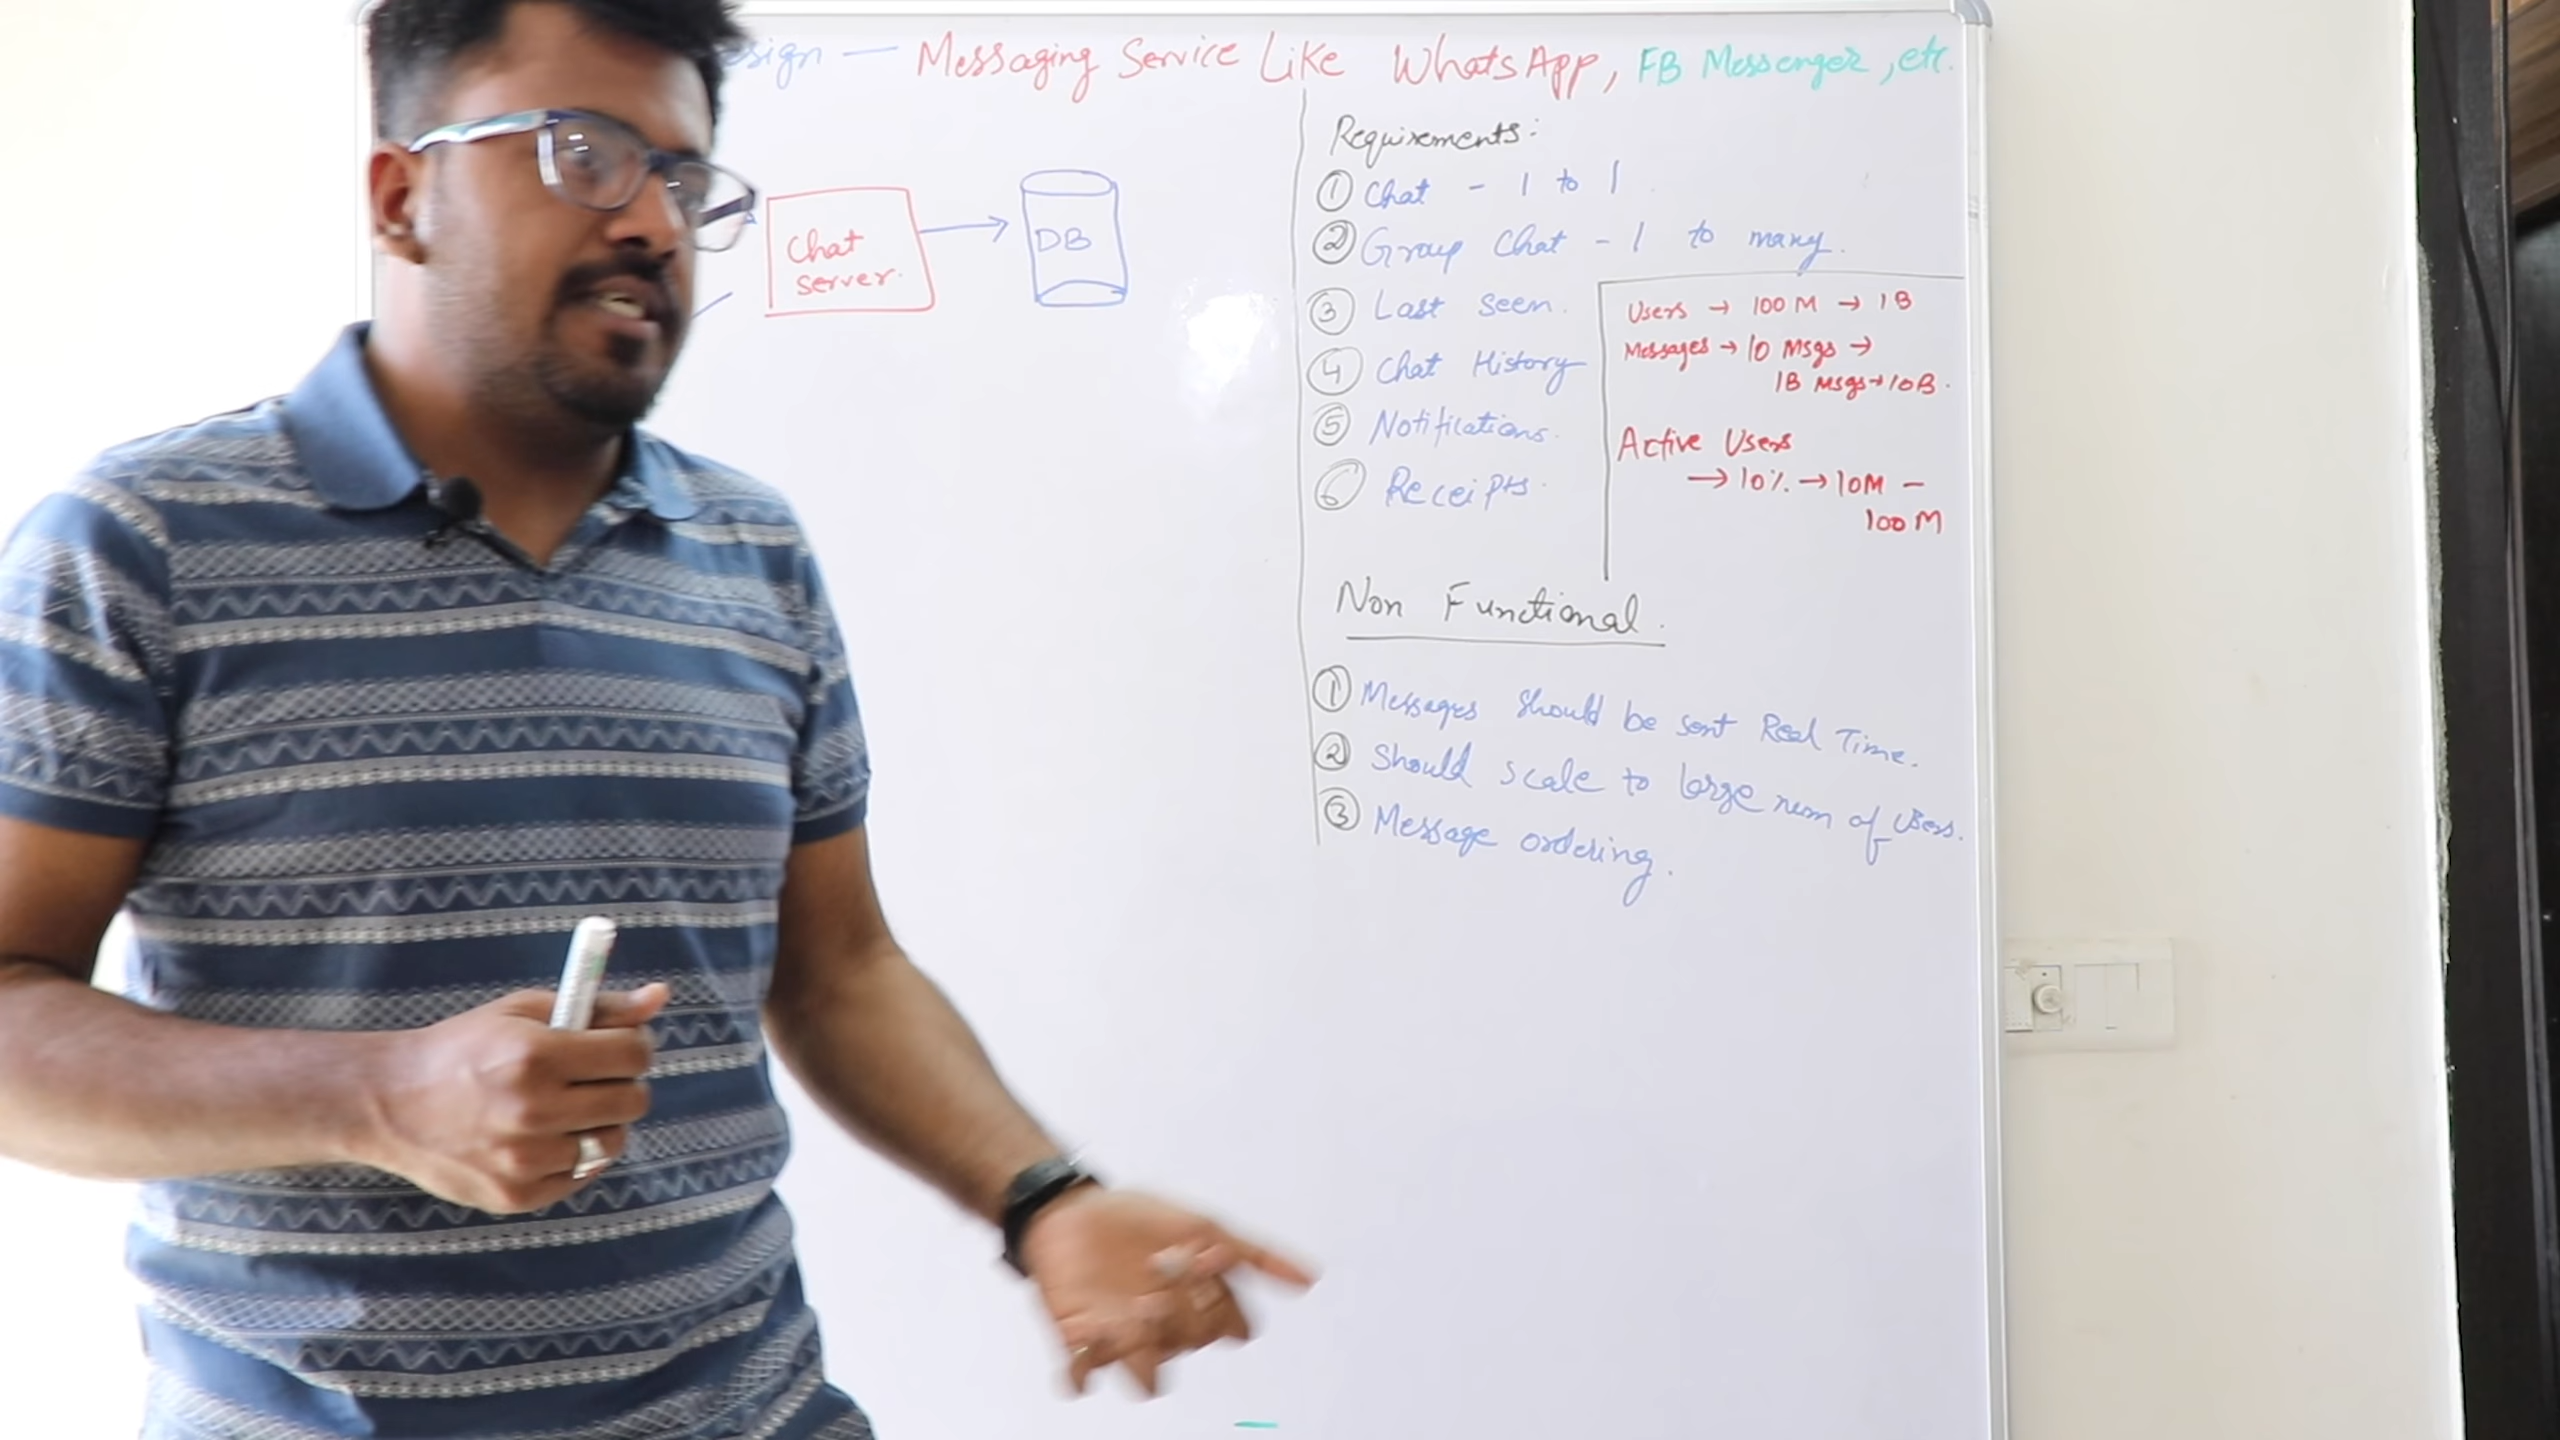 esign — Messaging Service Like WhatsApp, FB Messenger, etc.
Chat
server.
DB
Requirements:
① Chat - 1 to 1
② Group Chat - 1 to many.
③ Last seen.
④ Chat History
⑤ Notifications.
⑥ Receipts.
Users → 100 M → 1B
Messages → 10 Msgs →
1B Msgs → 10B.
Active Users
→ 10% → 10M -
100 M
Non Functional.
① Messages should be sent Real Time.
② Should scale to large num of Users.
③ Message ordering.